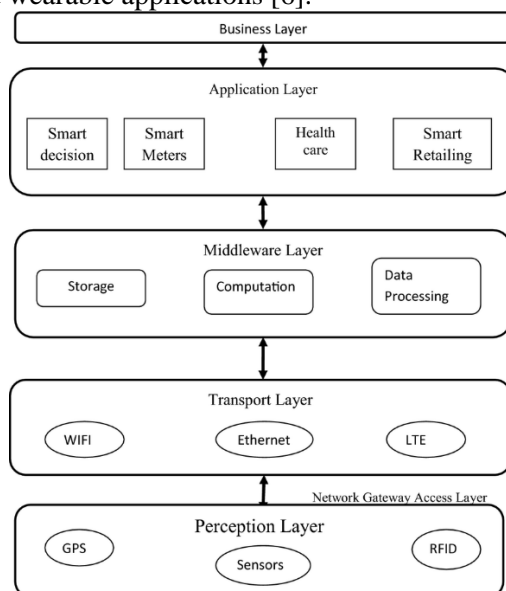 wearable applications [6].
Business Layer
Application Layer
Smart
decision
Smart
Meters
Health
care
Smart
Retailing
Middleware Layer
Storage
Computation
Data
Processing
Transport Layer
WIFI
Ethernet
LTE
Network Gateway Access Layer
Perception Layer
GPS
Sensors
RFID